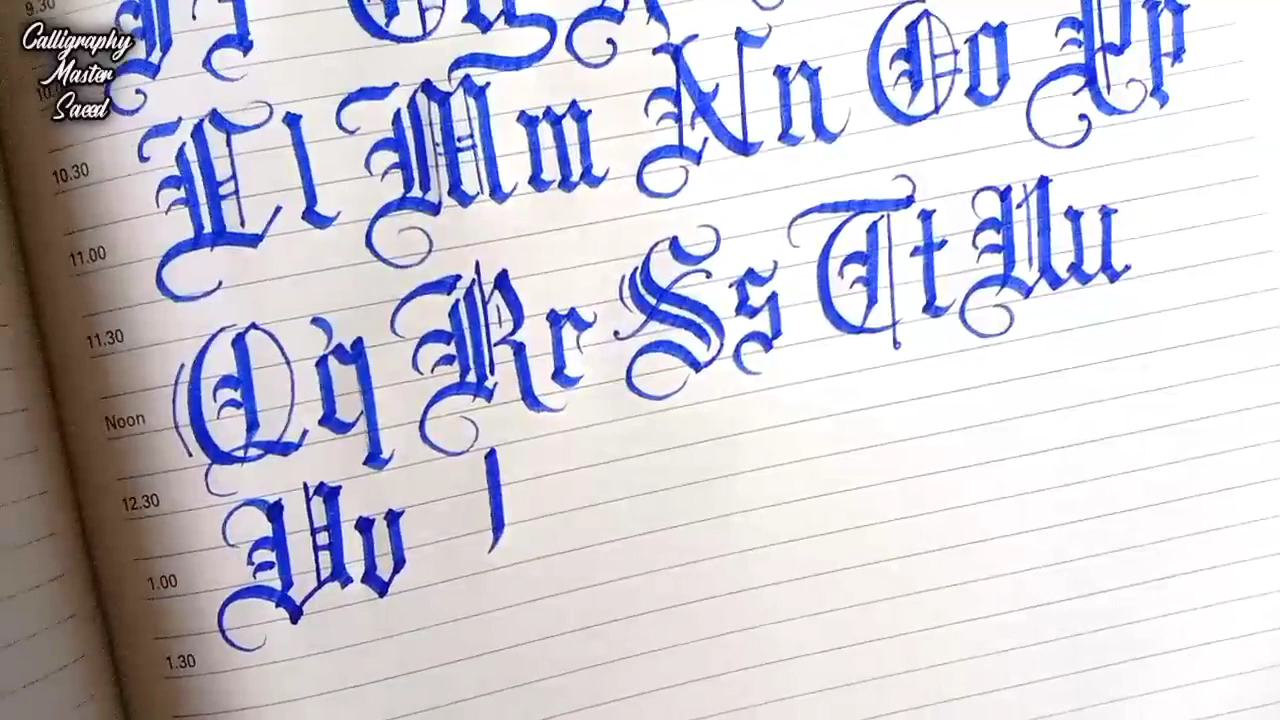 Calligraphy
Master
Saeed
9.30
10.30
Ll Mm Nn Oo Pp
11.00
11.30
Qq Rr Ss Tt Uu
Noon
12.30
Vv
1.00
1.30